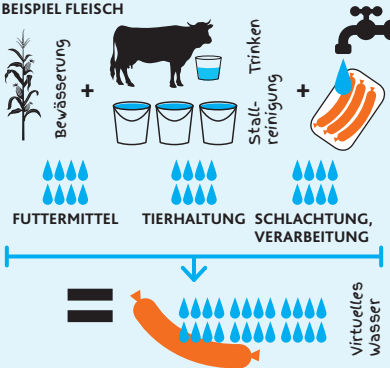 BEISPIEL FLEISCH
Bewässerung
+
Trinken
Stall-
reinigung
+
FUTTERMITTEL
TIERHALTUNG
SCHLACHTUNG,
VERARBEITUNG
=
Virtuelles
Wasser